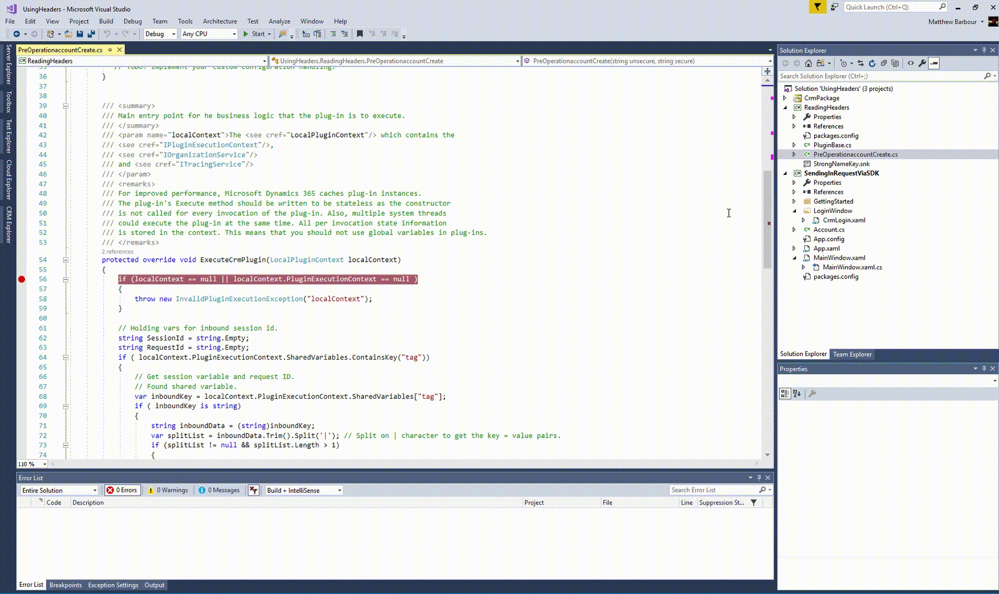 UsingHeaders - Microsoft Visual Studio
Quick Launch (Ctrl+Q)
File Edit View Project Build Debug Team Tools Architecture Test Analyze Window Help
Matthew Barbour
Debug Any CPU Start
Server Explorer
Toolbox
Test Explorer
Cloud Explorer
CRM Explorer
PreOperationaccountCreate.cs
ReadingHeaders UsingHeaders.ReadingHeaders.PreOperationaccountCreate PreOperationaccountCreate(string unsecure, string secure)
35 // TODO: Implement your custom configuration handling.
36 }
37
38
39 /// <summary>
40 /// Main entry point for he business logic that the plug-in is to execute.
41 /// </summary>
42 /// <param name="localContext">The <see cref="LocalPluginContext"/> which contains the
43 /// <see cref="IPluginExecutionContext"/>,
44 /// <see cref="IOrganizationService"/>
45 /// and <see cref="ITracingService"/>
46 /// </param>
47 /// <remarks>
48 /// For improved performance, Microsoft Dynamics 365 caches plug-in instances.
49 /// The plug-in's Execute method should be written to be stateless as the constructor
50 /// is not called for every invocation of the plug-in. Also, multiple system threads
51 /// could execute the plug-in at the same time. All per invocation state information
52 /// is stored in the context. This means that you should not use global variables in plug-ins.
53 /// </remarks>
2 references
54 protected override void ExecuteCrmPlugin(LocalPluginContext localContext)
55 {
56 if (localContext == null || localContext.PluginExecutionContext == null )
57 {
58 throw new InvalidPluginExecutionException("localContext");
59 }
60
61 // Holding vars for inbound session id.
62 string SessionId = string.Empty;
63 string RequestId = string.Empty;
64 if ( localContext.PluginExecutionContext.SharedVariables.ContainsKey("tag"))
65 {
66 // Get session variable and request ID.
67 // Found shared variable.
68 var inboundKey = localContext.PluginExecutionContext.SharedVariables["tag"];
69 if ( inboundKey is string)
70 {
71 string inboundData = (string)inboundKey;
72 var splitList = inboundData.Trim().Split('|'); // Split on | character to get the key = value pairs.
73 if (splitList != null && splitList.Length > 1)
74 {
110 %
Solution Explorer
Search Solution Explorer (Ctrl+;)
Solution 'UsingHeaders' (3 projects)
CrmPackage
ReadingHeaders
Properties
References
packages.config
PluginBase.cs
PreOperationaccountCreate.cs
StrongNameKey.snk
SendingInRequestViaSDK
Properties
References
GettingStarted
LoginWindow
CrmLogin.xaml
Account.cs
App.config
App.xaml
MainWindow.xaml
MainWindow.xaml.cs
packages.config
Solution Explorer Team Explorer
Properties
Error List
Entire Solution 0 Errors 0 Warnings 0 Messages Build + IntelliSense Search Error List
Code Description Project File Line Suppression St...
Error List Breakpoints Exception Settings Output